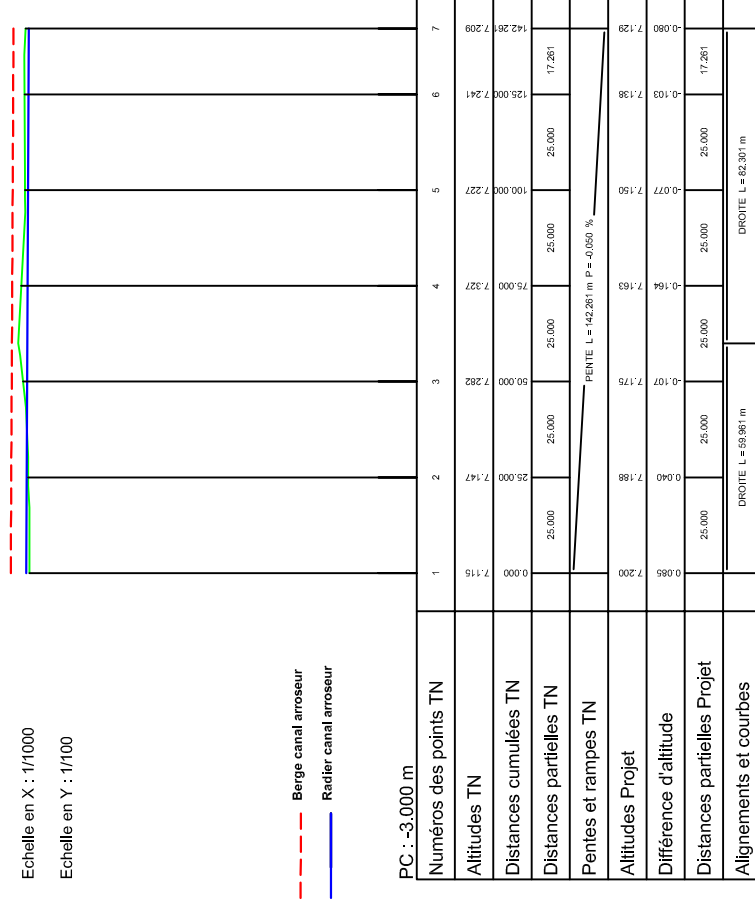 Echelle en X : 1/1000
Echelle en Y : 1/100
Berge canal arroseur
Radier canal arroseur
PC : -3.000 m
Numéros des points TN 1 2 3 4 5 6 7
Altitudes TN 7.115 7.147 7.282 7.327 7.227 7.241 7.209
Distances cumulées TN 0.000 25.000 50.000 75.000 100.000 125.000 142.261
Distances partielles TN 25.000 25.000 25.000 25.000 25.000 17.261
Pentes et rampes TN PENTE L = 142.261 m P = -0.050 %
Altitudes Projet 7.200 7.188 7.175 7.163 7.150 7.138 7.129
Différence d'altitude 0.085 0.040 -0.107 -0.164 -0.077 -0.103 -0.080
Distances partielles Projet 25.000 25.000 25.000 25.000 25.000 17.261
Alignements et courbes DROITE L = 59.961 m DROITE L = 82.301 m